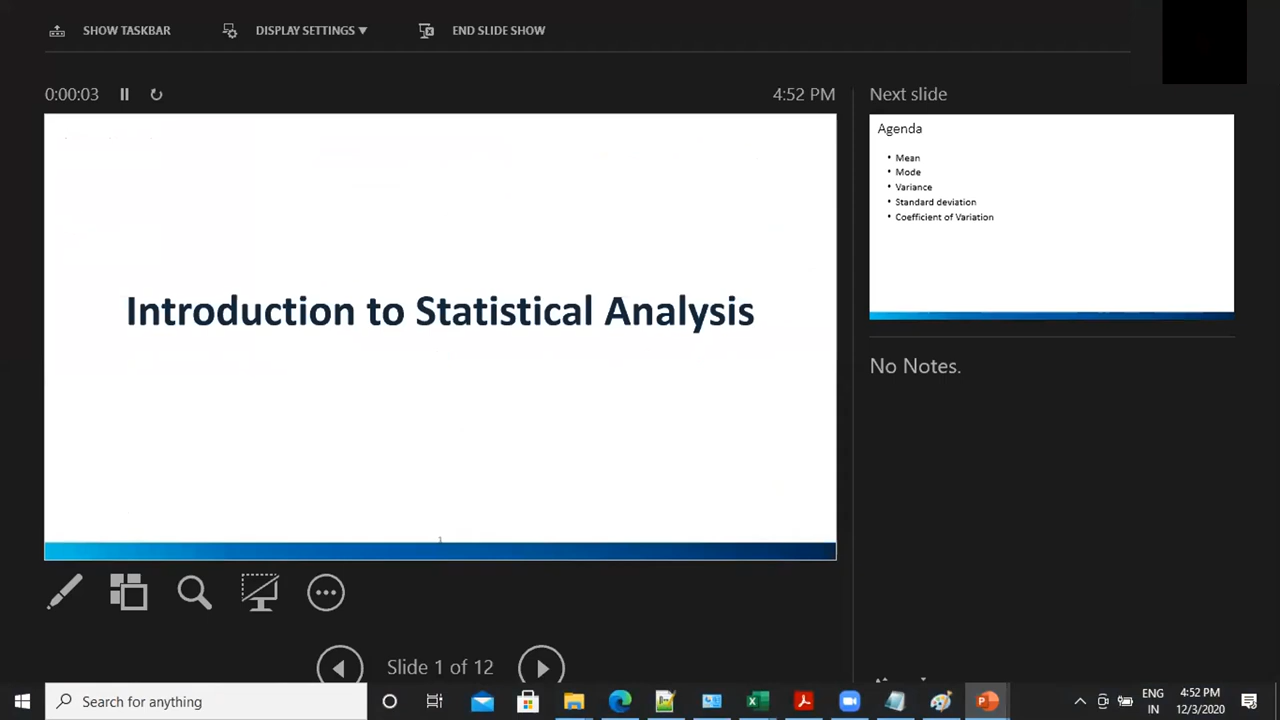 SHOW TASKBAR
DISPLAY SETTINGS ▼
END SLIDE SHOW
0:00:03
4:52 PM
Introduction to Statistical Analysis
1
Next slide
Agenda
• Mean
• Mode
• Variance
• Standard deviation
• Coefficient of Variation
No Notes.
Slide 1 of 12
Search for anything
ENG
IN
4:52 PM
12/3/2020